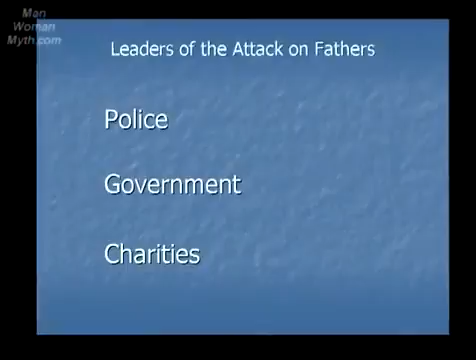 Man
Woman
Myth.com
Leaders of the Attack on Fathers
Police
Government
Charities